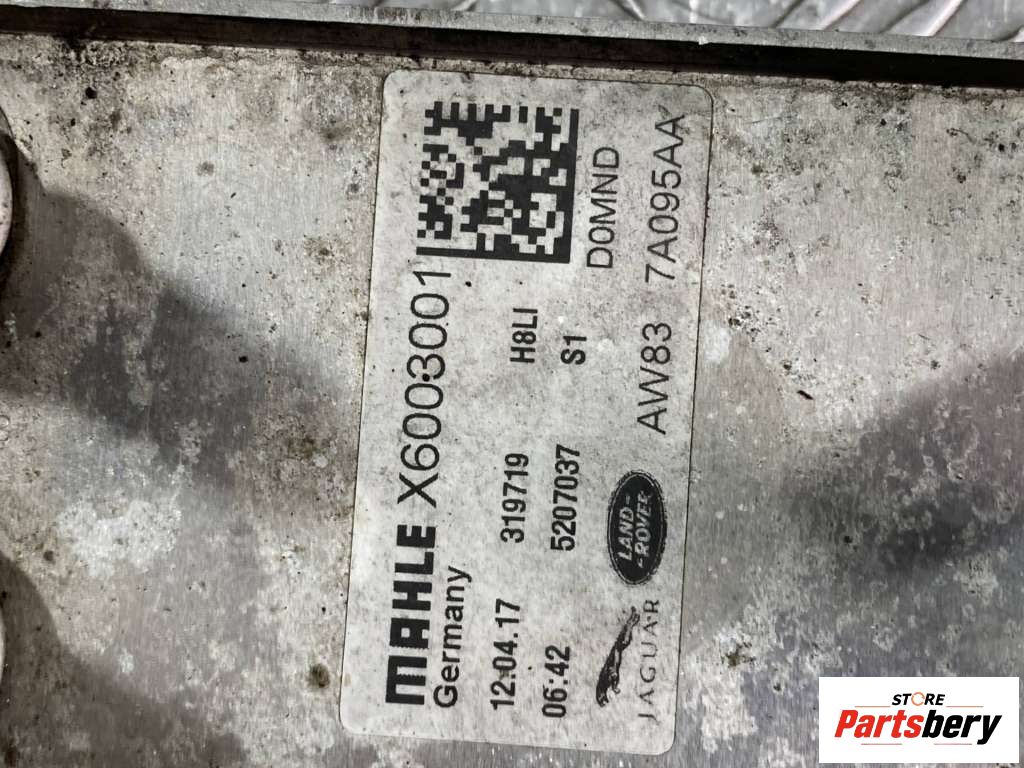 MAHLE X6003001
Germany
12.04.17 319719 H8LI
06:42 5207037 S1
DOMND
JAGUAR LAND-ROVER AW83 7A095AA
STORE
Partsbery